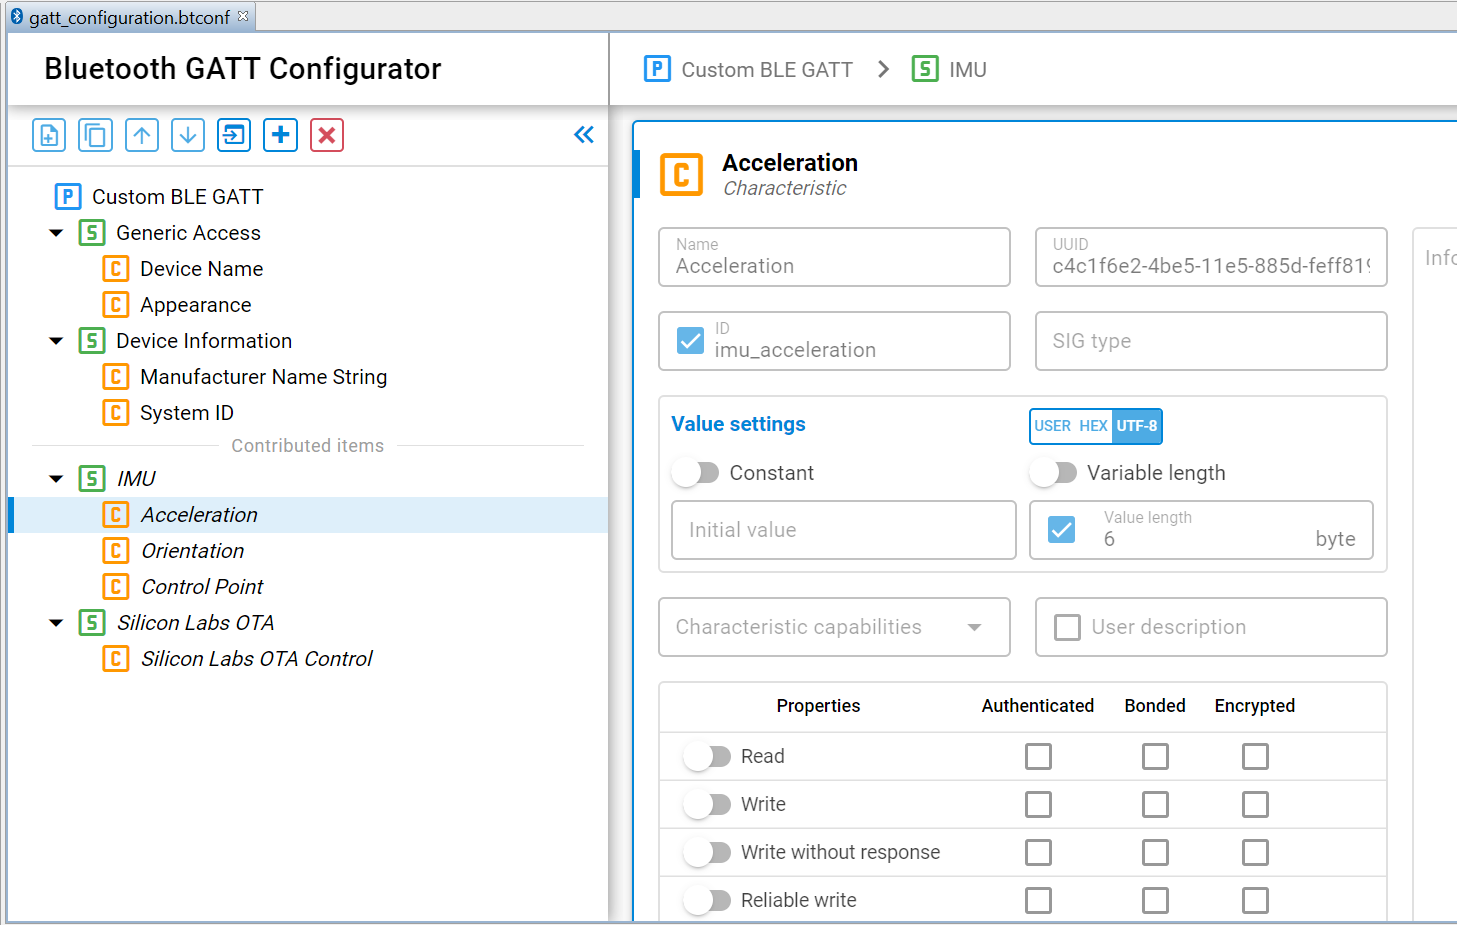 gatt_configuration.btconf
Bluetooth GATT Configurator
P Custom BLE GATT
S Generic Access
C Device Name
C Appearance
S Device Information
C Manufacturer Name String
C System ID
Contributed items
S IMU
C Acceleration
C Orientation
C Control Point
S Silicon Labs OTA
C Silicon Labs OTA Control
P Custom BLE GATT > S IMU
C Acceleration
Characteristic
Name
Acceleration
UUID
c4c1f6e2-4be5-11e5-885d-feff819
Info
ID
imu_acceleration
SIG type
Value settings
USER HEX UTF-8
Constant
Variable length
Initial value
Value length
6 byte
Characteristic capabilities
User description
Properties Authenticated Bonded Encrypted
Read
Write
Write without response
Reliable write